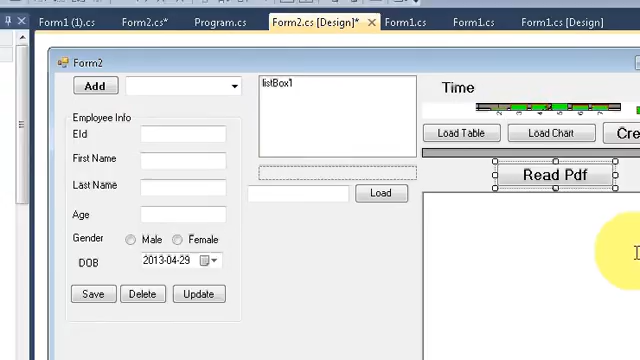 Form1 (1).cs
Form2.cs*
Program.cs
Form2.cs [Design]*
Form1.cs
Form1.cs
Form1.cs [Design]
Form2
Add
listBox1
Time
Employee Info
EId
First Name
Last Name
Age
Gender
Male
Female
DOB
2013-04-29
Save
Delete
Update
Load
Load Table
Load Chart
Cre
Read Pdf